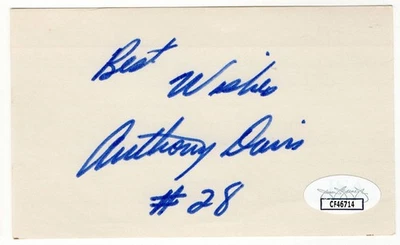 Best Wishes
Anthony Davis
#28
CF46714